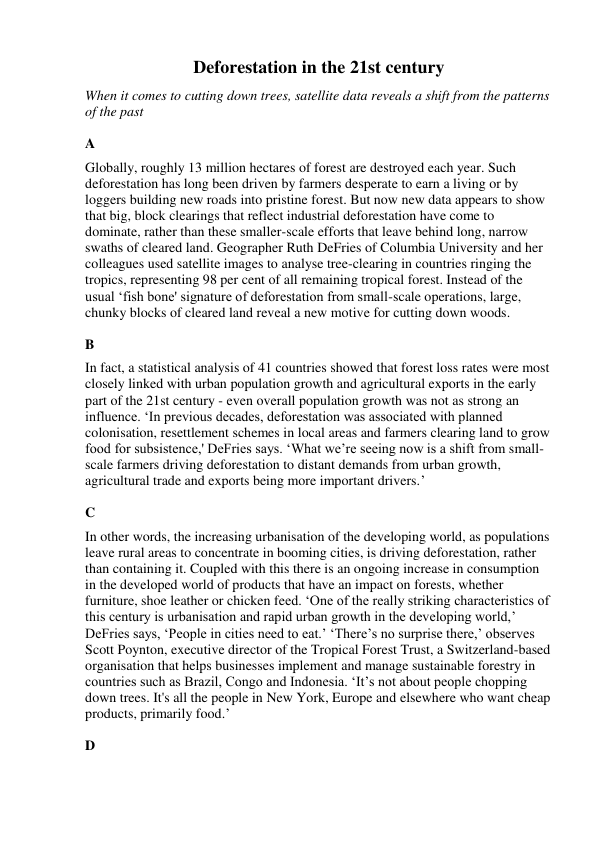 Deforestation in the 21st century
When it comes to cutting down trees, satellite data reveals a shift from the patterns
of the past
A
Globally, roughly 13 million hectares of forest are destroyed each year. Such
deforestation has long been driven by farmers desperate to earn a living or by
loggers building new roads into pristine forest. But now new data appears to show
that big, block clearings that reflect industrial deforestation have come to
dominate, rather than these smaller-scale efforts that leave behind long, narrow
swaths of cleared land. Geographer Ruth DeFries of Columbia University and her
colleagues used satellite images to analyse tree-clearing in countries ringing the
tropics, representing 98 per cent of all remaining tropical forest. Instead of the
usual ‘fish bone' signature of deforestation from small-scale operations, large,
chunky blocks of cleared land reveal a new motive for cutting down woods.
B
In fact, a statistical analysis of 41 countries showed that forest loss rates were most
closely linked with urban population growth and agricultural exports in the early
part of the 21st century - even overall population growth was not as strong an
influence. ‘In previous decades, deforestation was associated with planned
colonisation, resettlement schemes in local areas and farmers clearing land to grow
food for subsistence,' DeFries says. ‘What we’re seeing now is a shift from small-
scale farmers driving deforestation to distant demands from urban growth,
agricultural trade and exports being more important drivers.’
C
In other words, the increasing urbanisation of the developing world, as populations
leave rural areas to concentrate in booming cities, is driving deforestation, rather
than containing it. Coupled with this there is an ongoing increase in consumption
in the developed world of products that have an impact on forests, whether
furniture, shoe leather or chicken feed. ‘One of the really striking characteristics of
this century is urbanisation and rapid urban growth in the developing world,’
DeFries says, ‘People in cities need to eat.’ ‘There’s no surprise there,’ observes
Scott Poynton, executive director of the Tropical Forest Trust, a Switzerland-based
organisation that helps businesses implement and manage sustainable forestry in
countries such as Brazil, Congo and Indonesia. ‘It’s not about people chopping
down trees. It's all the people in New York, Europe and elsewhere who want cheap
products, primarily food.’
D